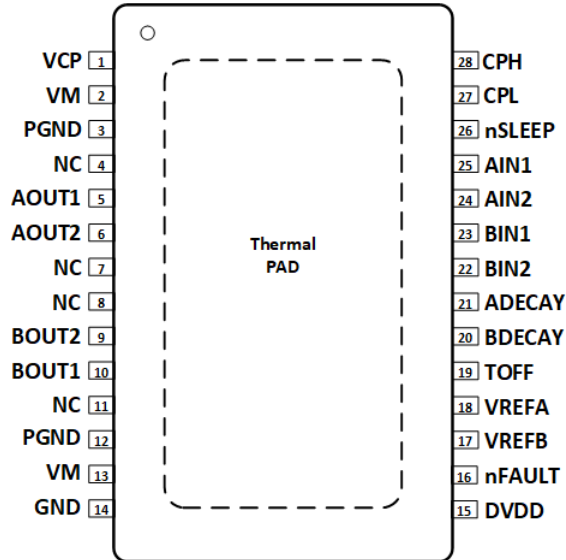 VCP 1
VM 2
PGND 3
NC 4
AOUT1 5
AOUT2 6
NC 7
NC 8
BOUT2 9
BOUT1 10
NC 11
PGND 12
VM 13
GND 14
Thermal
PAD
28 CPH
27 CPL
26 nSLEEP
25 AIN1
24 AIN2
23 BIN1
22 BIN2
21 ADECAY
20 BDECAY
19 TOFF
18 VREFA
17 VREFB
16 nFAULT
15 DVDD